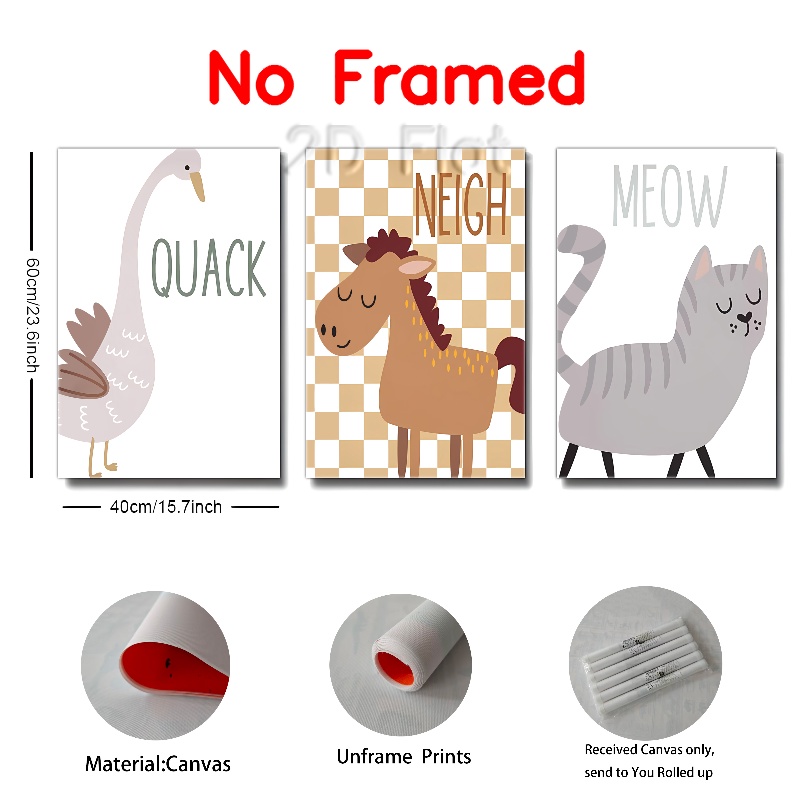 No Framed
2D Flat
QUACK
NEIGH
MEOW
60cm/23.6inch
40cm/15.7inch
Material:Canvas
Unframe Prints
Received Canvas only,
send to You Rolled up